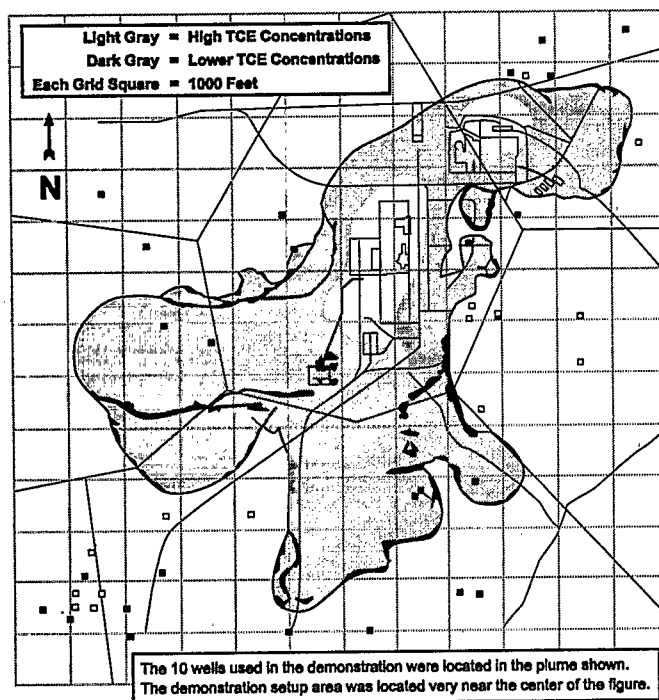 Light Gray = High TCE Concentrations
Dark Gray = Lower TCE Concentrations
Each Grid Square = 1000 Feet
N
The 10 wells used in the demonstration were located in the plume shown.
The demonstration setup area was located very near the center of the figure.